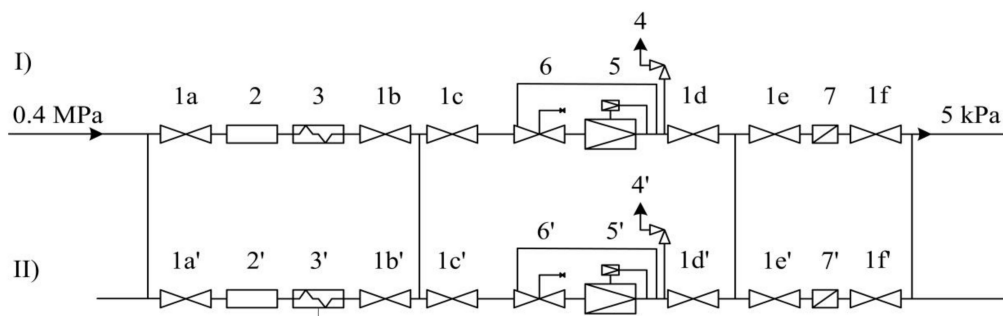 4
I)
6 5
1a 2 3 1b 1c 1d 1e 7 1f
0.4 MPa 5 kPa
4'
6' 5'
II) 1a' 2' 3' 1b' 1c' 1d' 1e' 7' 1f'